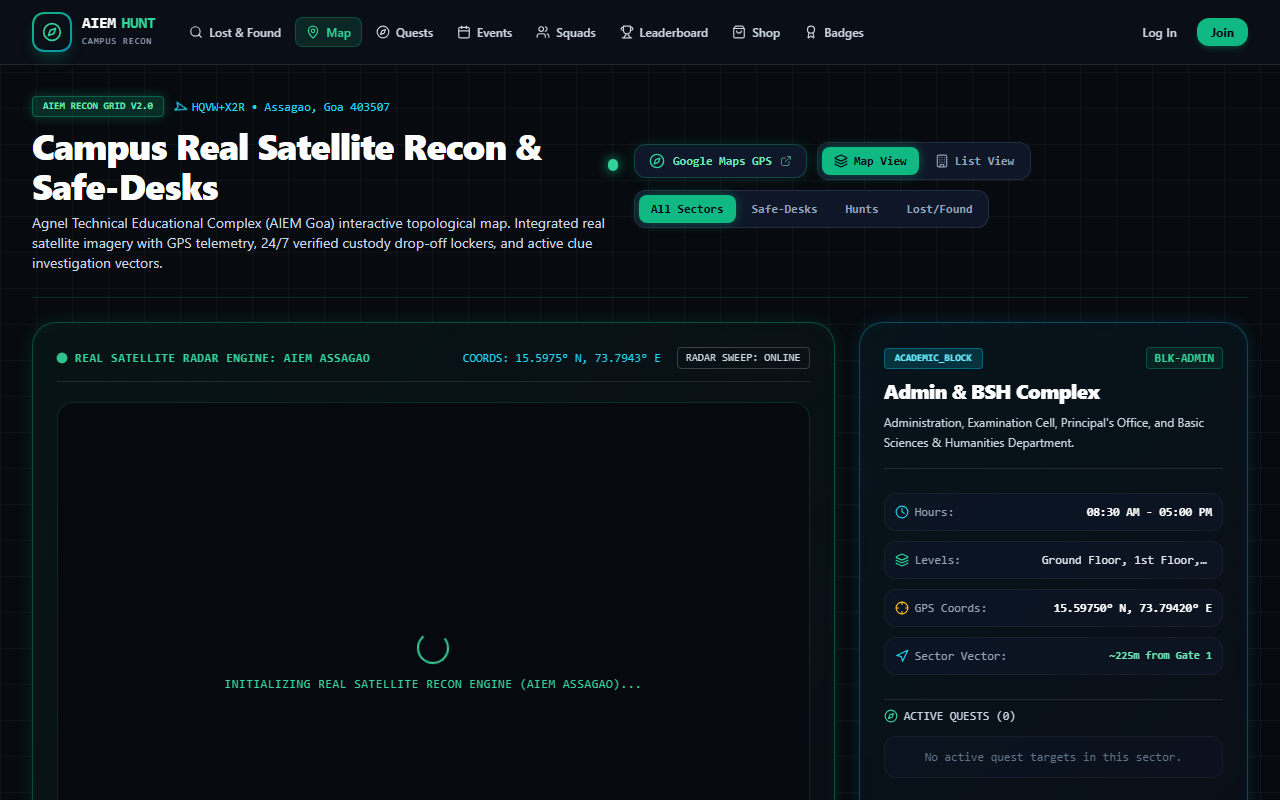 AIEM HUNT
CAMPUS RECON
Lost & Found
Map
Quests
Events
Squads
Leaderboard
Shop
Badges
Log In
Join
AIEM RECON GRID V2.0
HQVW+X2R • Assagao, Goa 403507
Campus Real Satellite Recon &
Safe-Desks
Agnel Technical Educational Complex (AIEM Goa) interactive topological map. Integrated real
satellite imagery with GPS telemetry, 24/7 verified custody drop-off lockers, and active clue
investigation vectors.
Google Maps GPS
Map View
List View
All Sectors
Safe-Desks
Hunts
Lost/Found
REAL SATELLITE RADAR ENGINE: AIEM ASSAGAO
COORDS: 15.5975° N, 73.7943° E
RADAR SWEEP: ONLINE
INITIALIZING REAL SATELLITE RECON ENGINE (AIEM ASSAGAO)...
ACADEMIC_BLOCK
BLK-ADMIN
Admin & BSH Complex
Administration, Examination Cell, Principal's Office, and Basic
Sciences & Humanities Department.
Hours: 08:30 AM - 05:00 PM
Levels: Ground Floor, 1st Floor,…
GPS Coords: 15.59750° N, 73.79420° E
Sector Vector: ~225m from Gate 1
ACTIVE QUESTS (0)
No active quest targets in this sector.